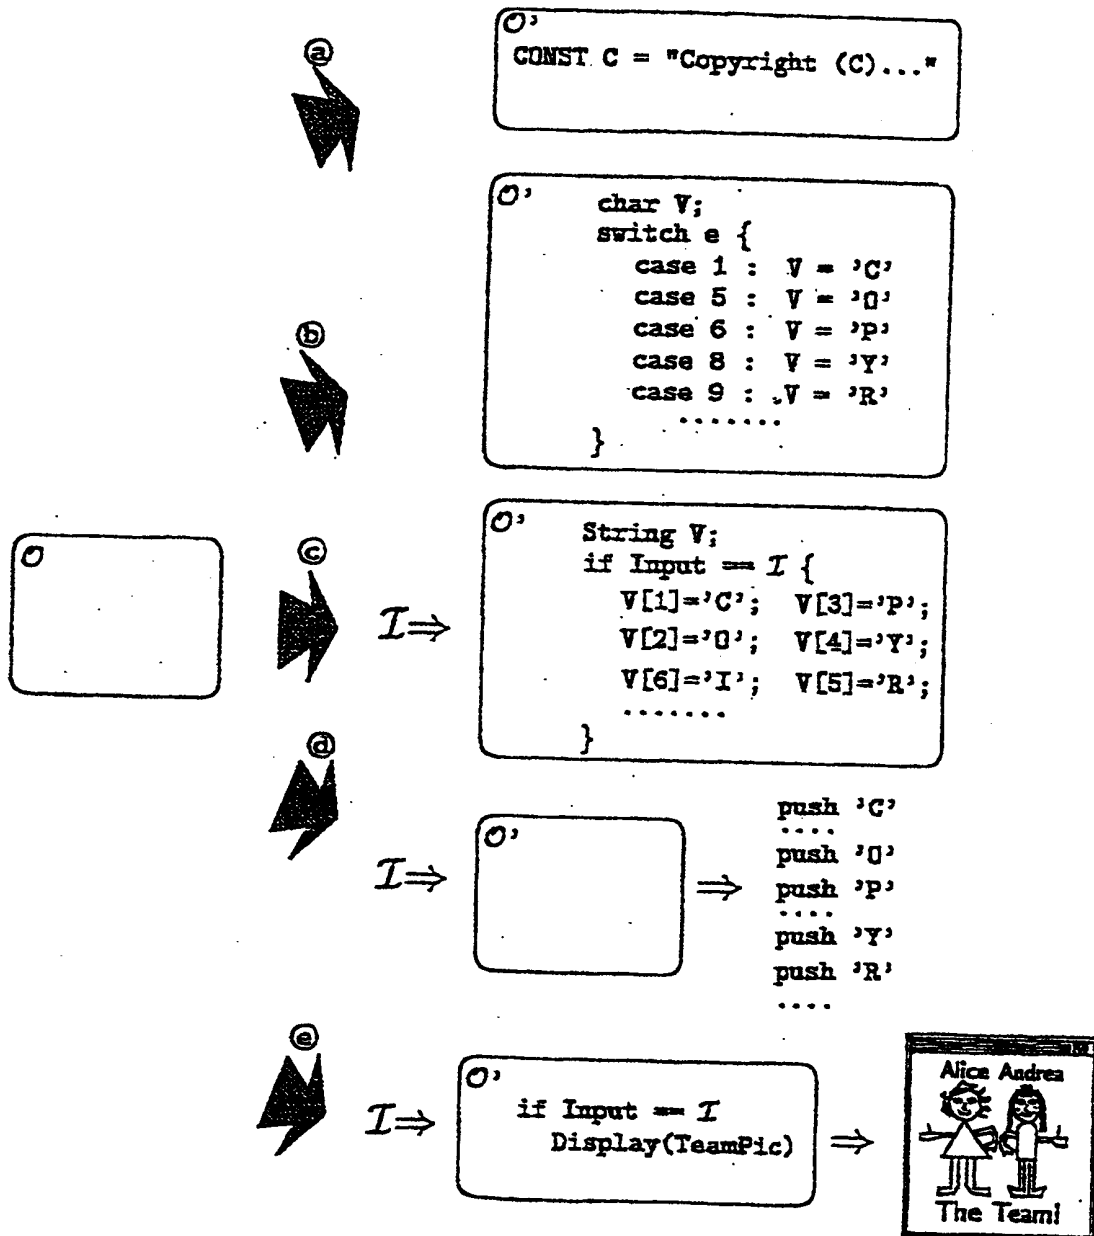 ⓐ
O'
CONST C = "Copyright (C)..."
ⓑ
O'
char V;
switch e {
case 1 : V = 'C'
case 5 : V = 'O'
case 6 : V = 'P'
case 8 : V = 'Y'
case 9 : V = 'R'
.......
}
O
ⓒ
I⇒
O'
String V;
if Input == I {
V[1]='C'; V[3]='P';
V[2]='O'; V[4]='Y';
V[6]='I'; V[5]='R';
.......
}
ⓓ
I⇒
O'
⇒
push 'C'
....
push 'O'
push 'P'
....
push 'Y'
push 'R'
....
ⓔ
I⇒
O'
if Input == I
Display(TeamPic)
⇒
Alice Andrea
The Team!